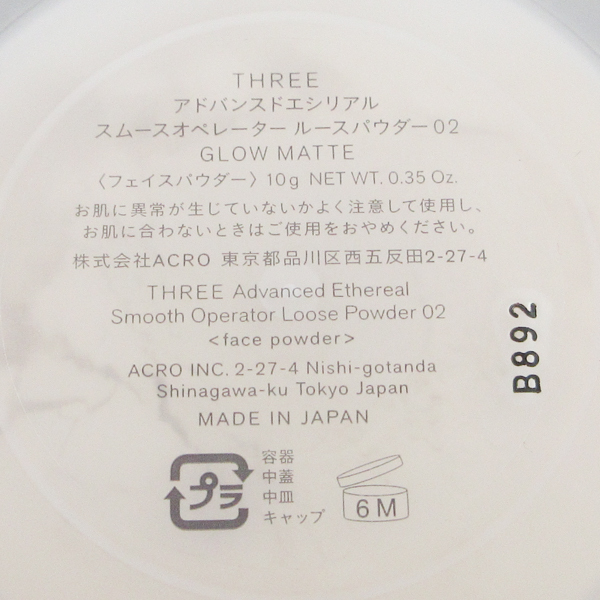 THREE
アドバンスドエシリアル
スムースオペレーター ルースパウダー 02
GLOW MATTE
〈フェイスパウダー〉10g NET WT. 0.35 Oz.
お肌に異常が生じていないかよく注意して使用し、
お肌に合わないときはご使用をおやめください。
株式会社ACRO 東京都品川区西五反田2-27-4
THREE Advanced Ethereal
Smooth Operator Loose Powder 02
<face powder>
ACRO INC. 2-27-4 Nishi-gotanda
Shinagawa-ku Tokyo Japan
MADE IN JAPAN
プラ
容器
中蓋
中皿
キャップ
6M
B892